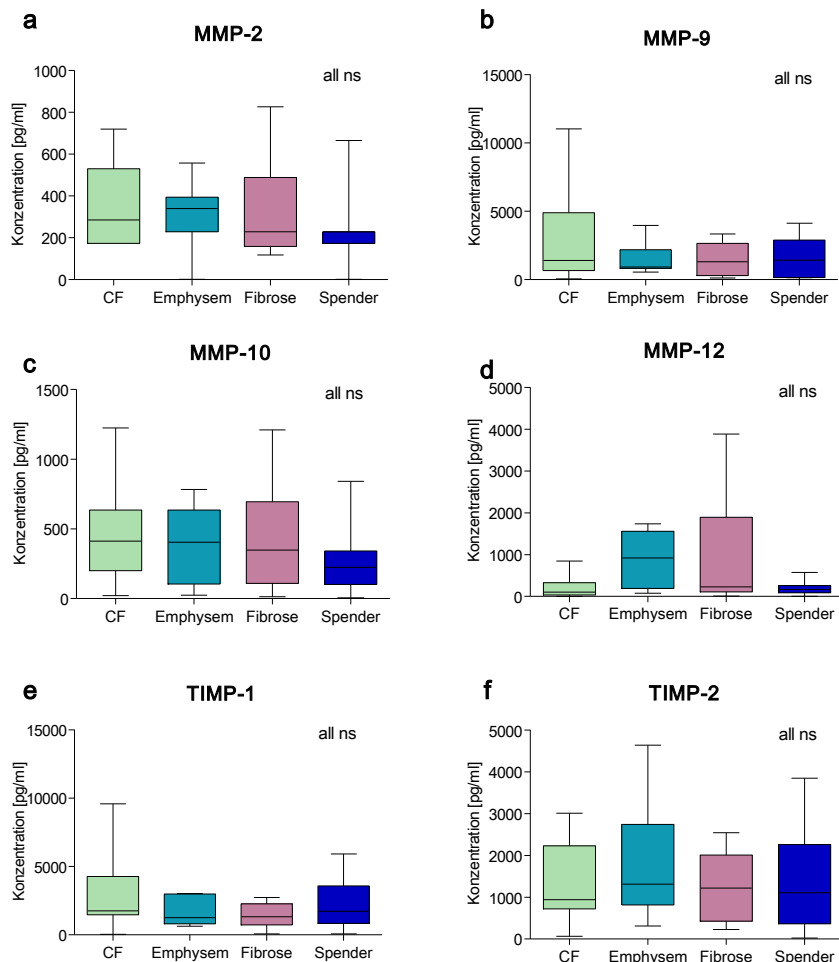 a
MMP-2
Konzentration [pg/ml]
1000
800
600
400
200
0
all ns
CF Emphysem Fibrose Spender
b
MMP-9
Konzentration [pg/ml]
15000
10000
5000
0
all ns
CF Emphysem Fibrose Spender
c
MMP-10
Konzentration [pg/ml]
1500
1000
500
0
all ns
CF Emphysem Fibrose Spender
d
MMP-12
Konzentration [pg/ml]
5000
4000
3000
2000
1000
0
all ns
CF Emphysem Fibrose Spender
e
TIMP-1
Konzentration [pg/ml]
15000
10000
5000
0
all ns
CF Emphysem Fibrose Spender
f
TIMP-2
Konzentration [pg/ml]
5000
4000
3000
2000
1000
0
all ns
CF Emphysem Fibrose Spender